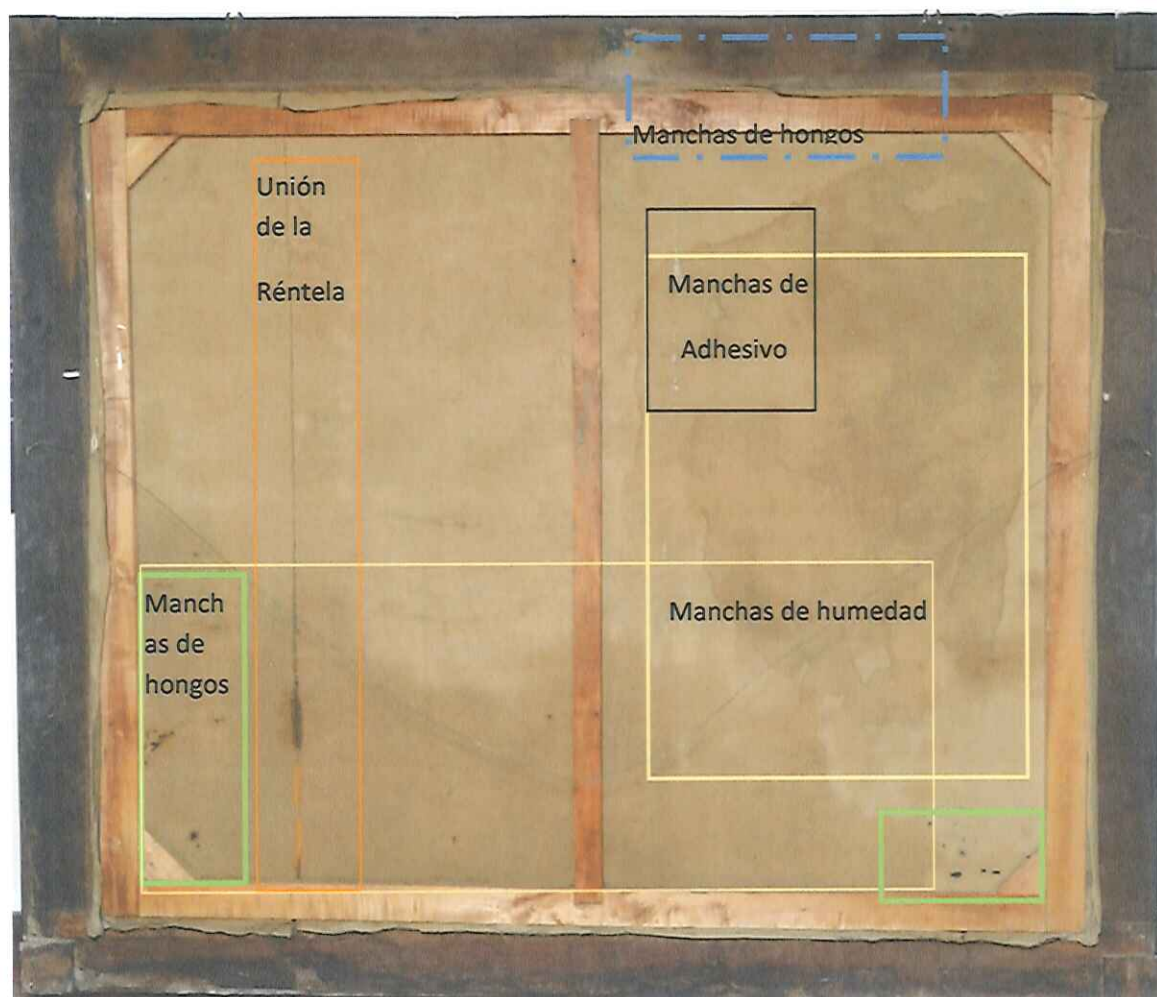 Manchas de hongos
Unión
de la
Réntela
Manchas de
Adhesivo
Manch
as de
hongos
Manchas de humedad